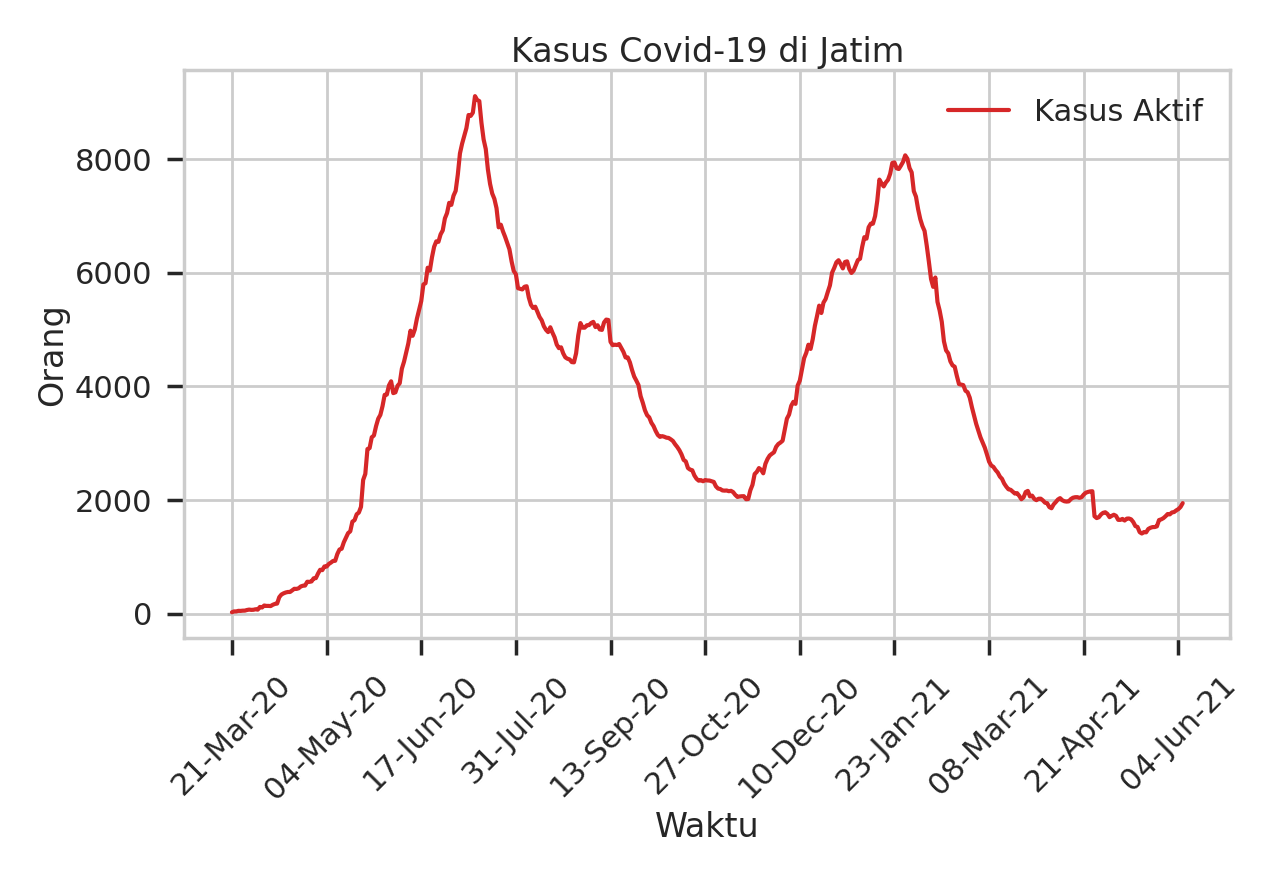 Kasus Covid-19 di Jatim
Kasus Aktif
8000
6000
4000
2000
0
Orang
21-Mar-20
04-May-20
17-Jun-20
31-Jul-20
13-Sep-20
27-Oct-20
10-Dec-20
23-Jan-21
08-Mar-21
21-Apr-21
04-Jun-21
Waktu